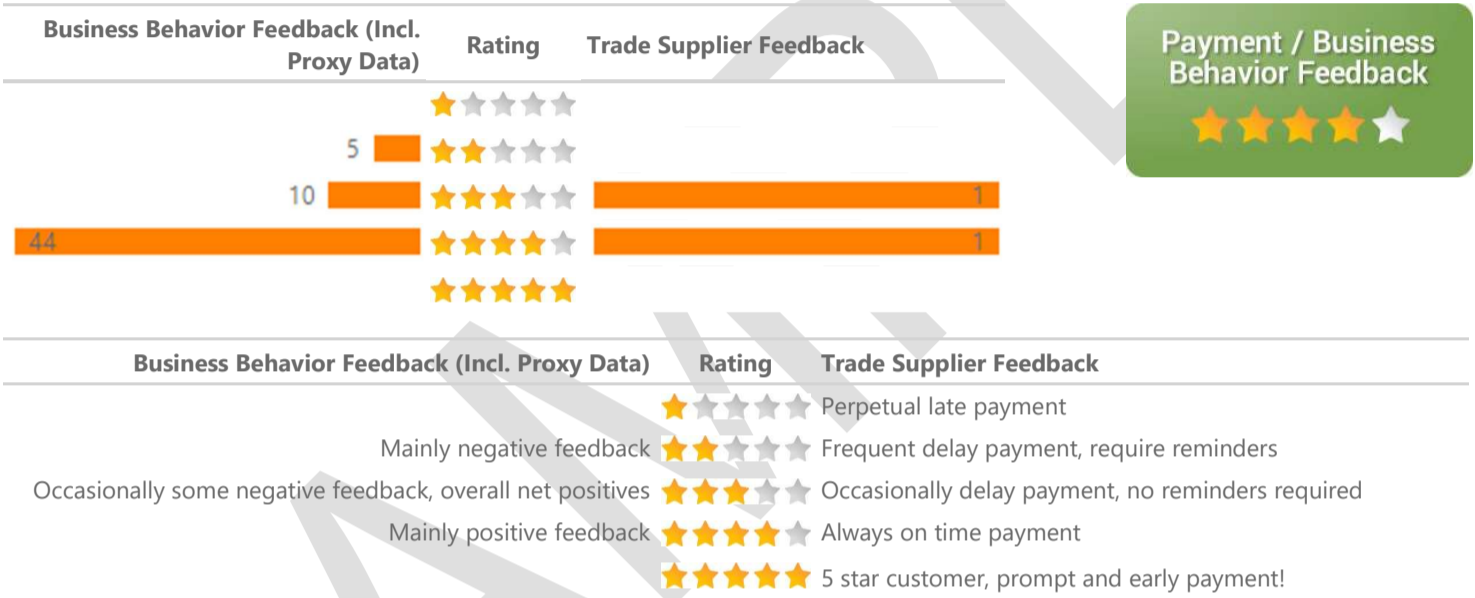 Business Behavior Feedback (Incl.
Proxy Data)
Rating
Trade Supplier Feedback
Payment / Business
Behavior Feedback
5
10
1
44
1
Business Behavior Feedback (Incl. Proxy Data) Rating Trade Supplier Feedback
Perpetual late payment
Mainly negative feedback Frequent delay payment, require reminders
Occasionally some negative feedback, overall net positives Occasionally delay payment, no reminders required
Mainly positive feedback Always on time payment
5 star customer, prompt and early payment!